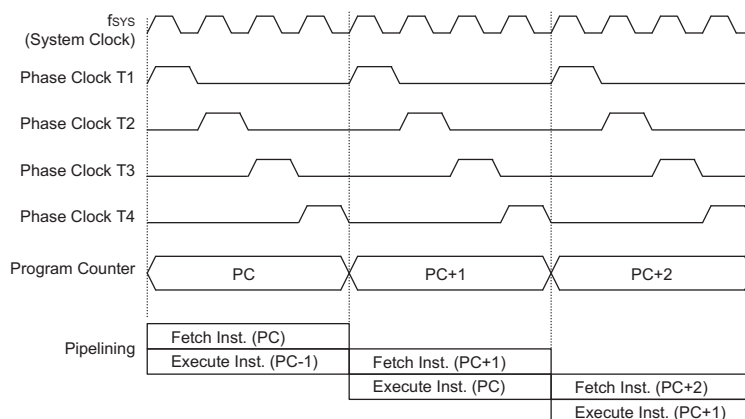 fSYS
(System Clock)
Phase Clock T1
Phase Clock T2
Phase Clock T3
Phase Clock T4
Program Counter
PC
PC+1
PC+2
Pipelining
Fetch Inst. (PC)
Execute Inst. (PC-1)
Fetch Inst. (PC+1)
Execute Inst. (PC)
Fetch Inst. (PC+2)
Execute Inst. (PC+1)